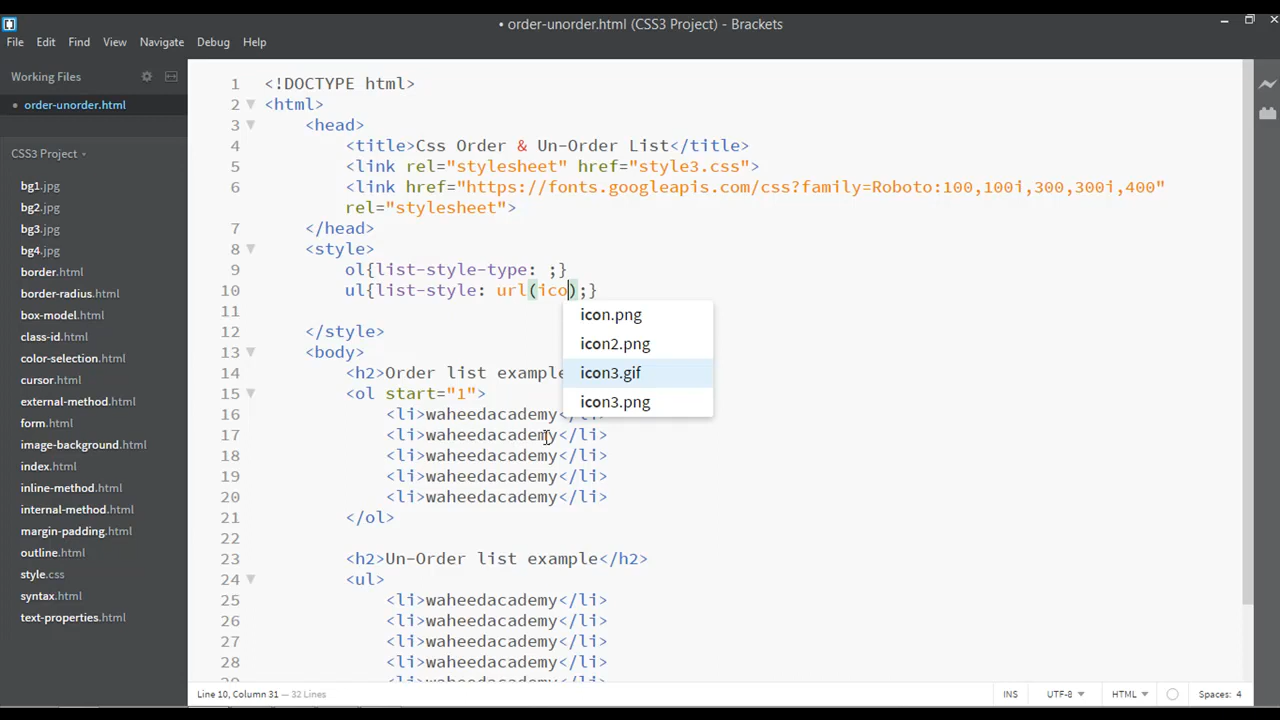 • order-unorder.html (CSS3 Project) - Brackets
File Edit Find View Navigate Debug Help
Working Files
• order-unorder.html
CSS3 Project
bg1.jpg
bg2.jpg
bg3.jpg
bg4.jpg
border.html
border-radius.html
box-model.html
class-id.html
color-selection.html
cursor.html
external-method.html
form.html
image-background.html
index.html
inline-method.html
internal-method.html
margin-padding.html
outline.html
style.css
syntax.html
text-properties.html
1 <!DOCTYPE html>
2 <html>
3 <head>
4 <title>Css Order & Un-Order List</title>
5 <link rel="stylesheet" href="style3.css">
6 <link href="https://fonts.googleapis.com/css?family=Roboto:100,100i,300,300i,400"
rel="stylesheet">
7 </head>
8 <style>
9 ol{list-style-type: ;}
10 ul{list-style: url(ico);}
11
12 </style>
13 <body>
14 <h2>Order list example
15 <ol start="1">
16 <li>waheedacademy</li>
17 <li>waheedacademy</li>
18 <li>waheedacademy</li>
19 <li>waheedacademy</li>
20 <li>waheedacademy</li>
21 </ol>
22
23 <h2>Un-Order list example</h2>
24 <ul>
25 <li>waheedacademy</li>
26 <li>waheedacademy</li>
27 <li>waheedacademy</li>
28 <li>waheedacademy</li>
icon.png
icon2.png
icon3.gif
icon3.png
Line 10, Column 31 — 32 Lines
INS UTF-8 HTML Spaces: 4